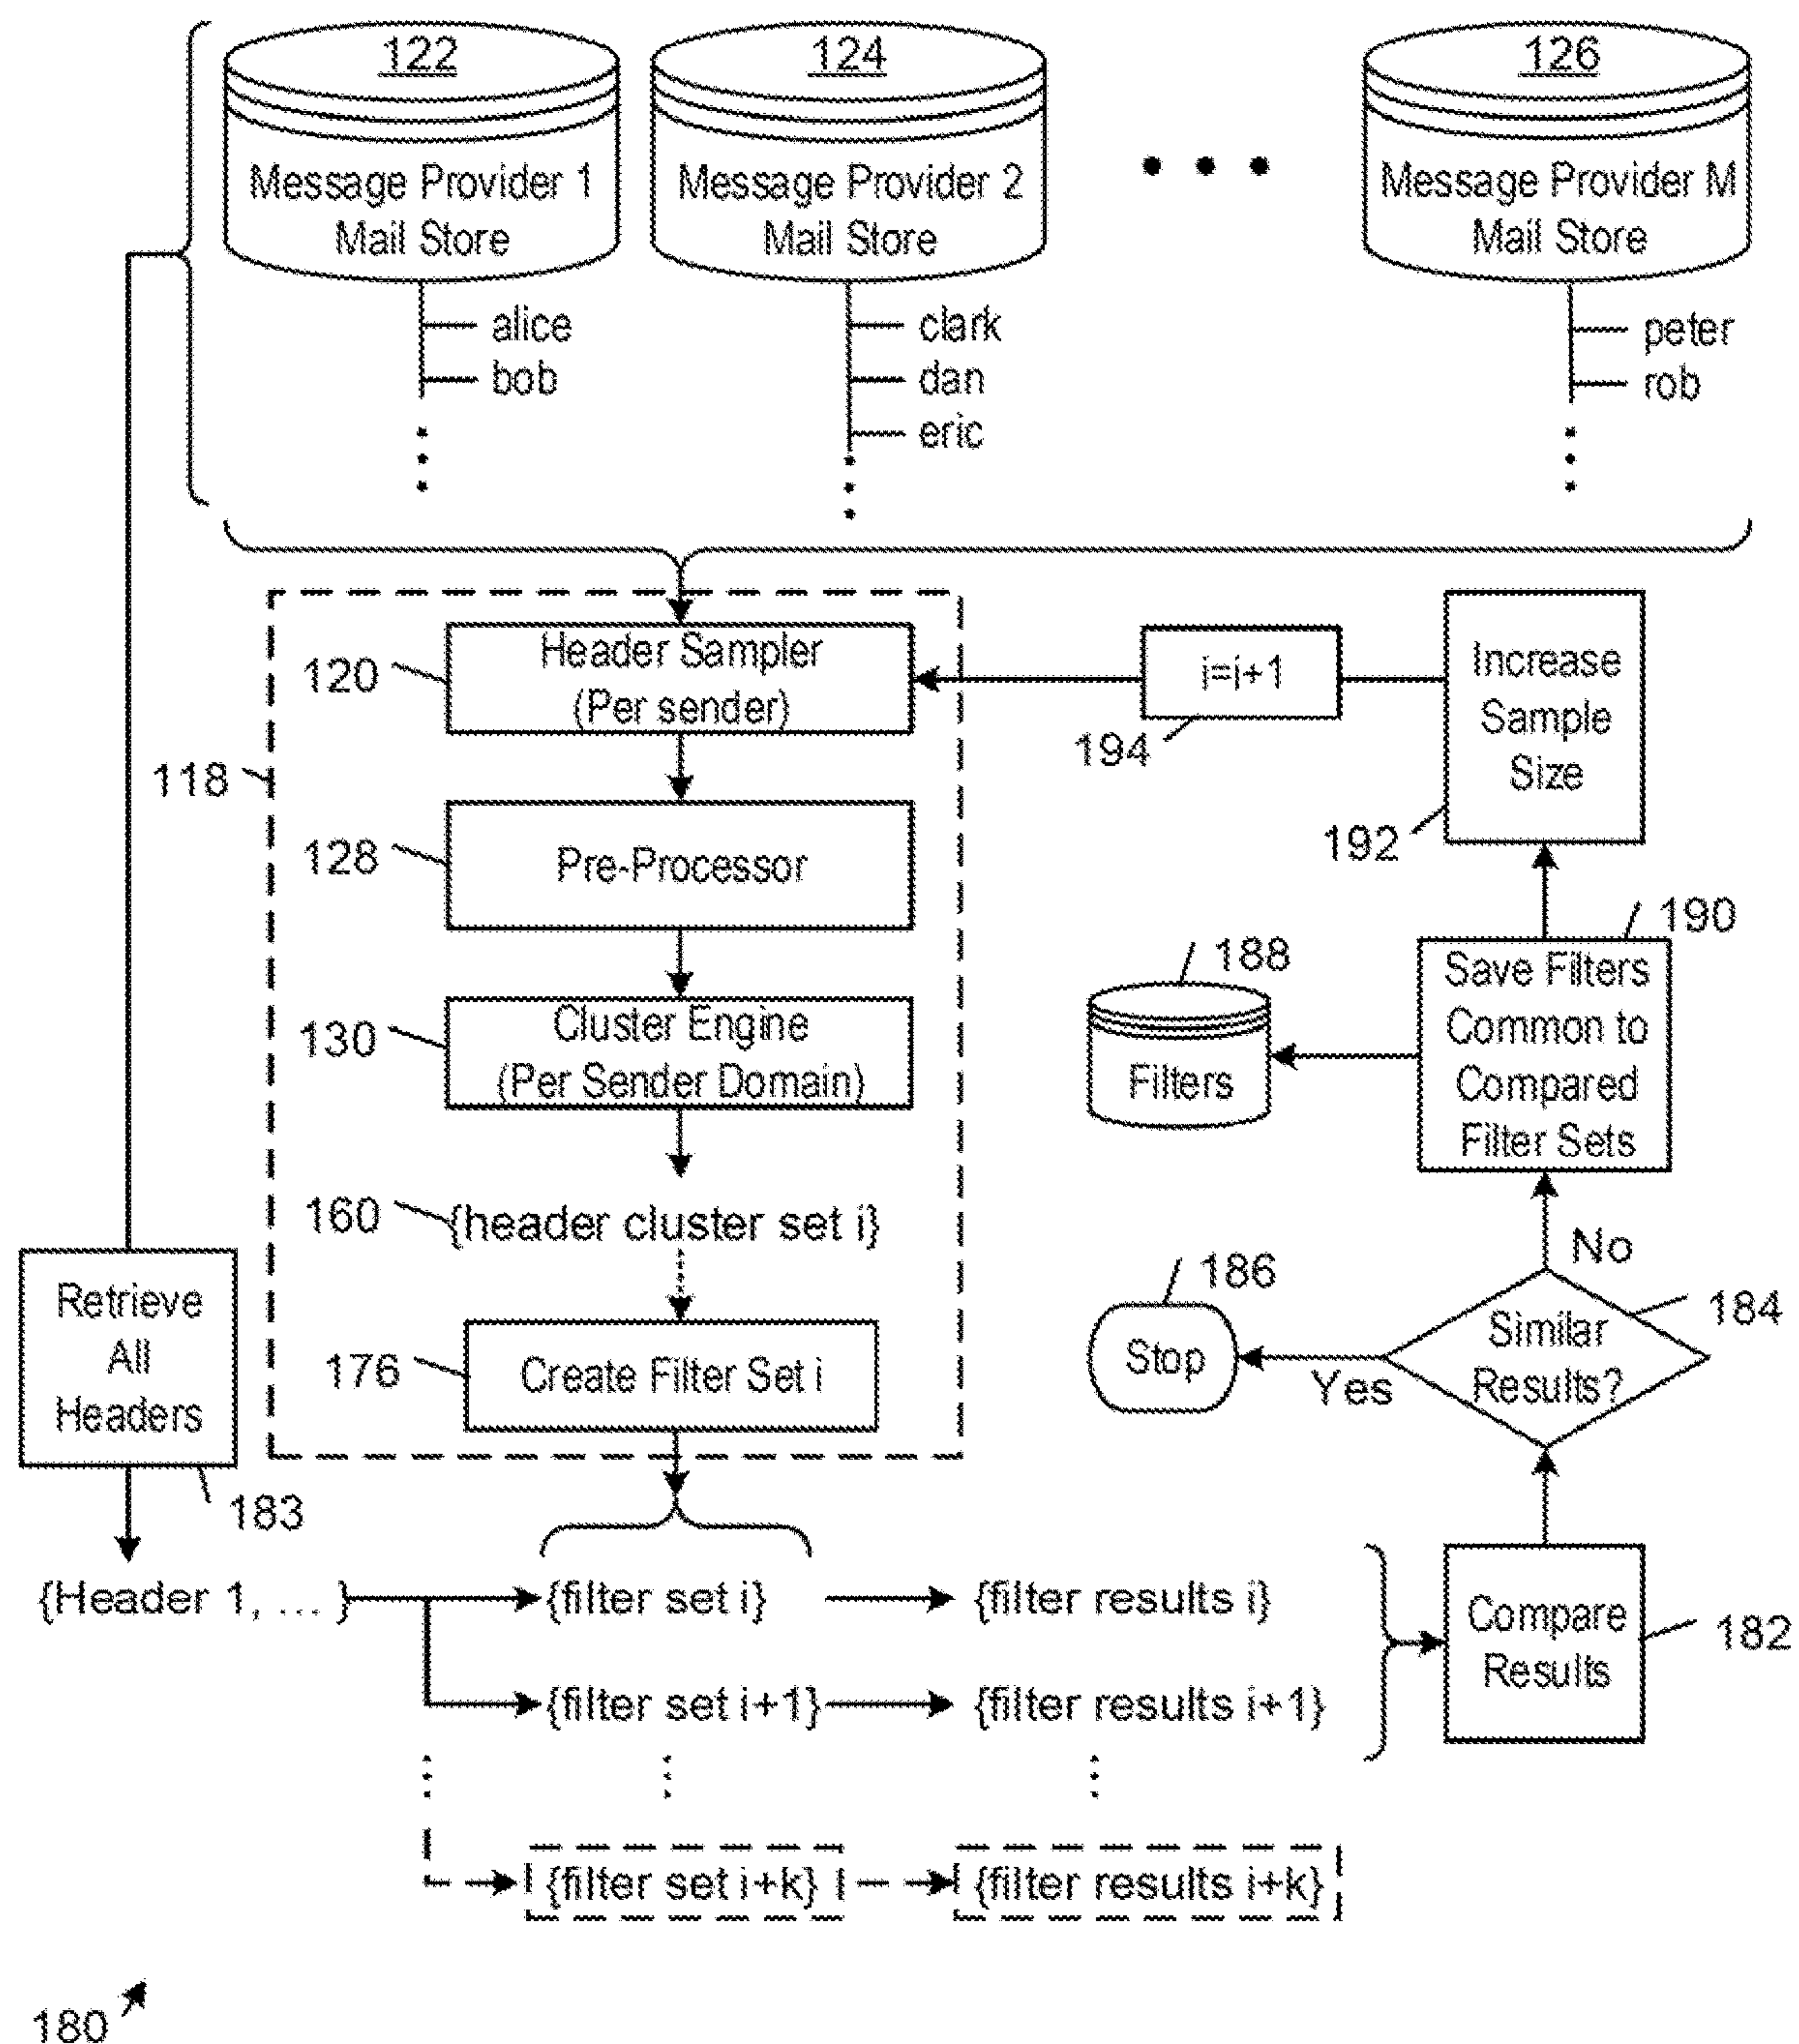 122
Message Provider 1
Mail Store
124
Message Provider 2
Mail Store
• • •
126
Message Provider M
Mail Store
alice
bob
clark
dan
eric
peter
rob
118
120
Header Sampler
(Per sender)
194
i=i+1
192
Increase
Sample
Size
128
Pre-Processor
130
Cluster Engine
(Per Sender Domain)
188
Filters
190
Save Filters
Common to
Compared
Filter Sets
160
{header cluster set i}
176
Create Filter Set i
186
Stop
Yes
No
184
Similar
Results?
Retrieve
All
Headers
183
{Header 1, ... }
{filter set i}
{filter results i}
{filter set i+1}
{filter results i+1}
{filter set i+k}
{filter results i+k}
Compare
Results
182
180